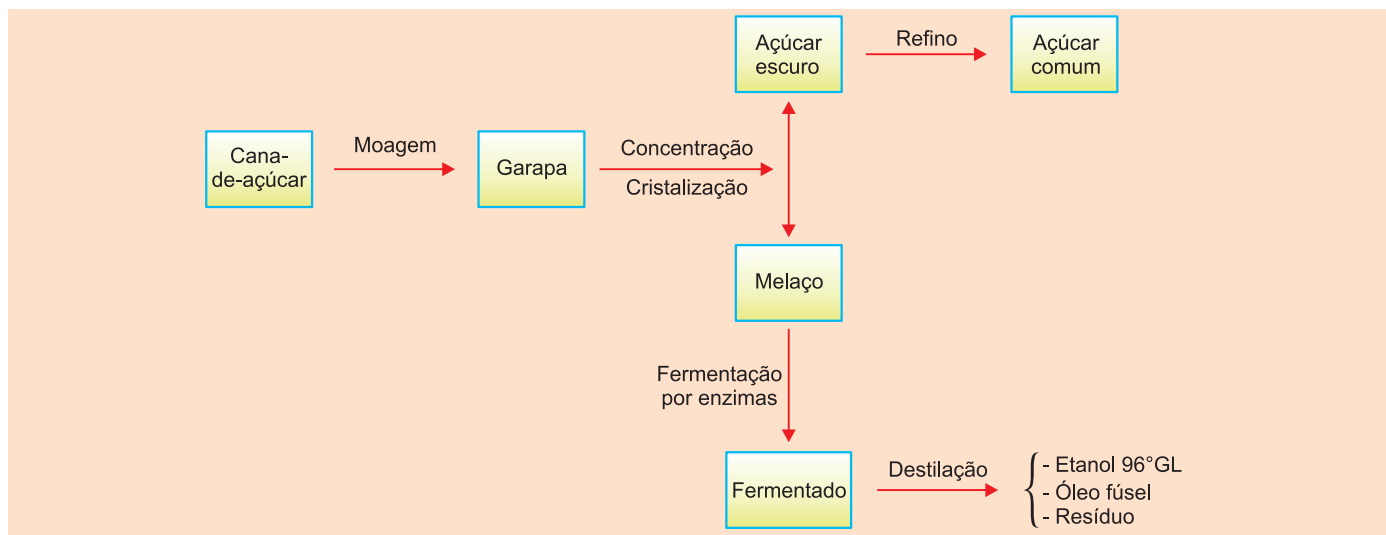 Açúcar
escuro
Refino
Açúcar
comum
Cana-
de-açúcar
Moagem
Garapa
Concentração
Cristalização
Melaço
Fermentação
por enzimas
Fermentado
Destilação
- Etanol 96°GL
- Óleo fúsel
- Resíduo